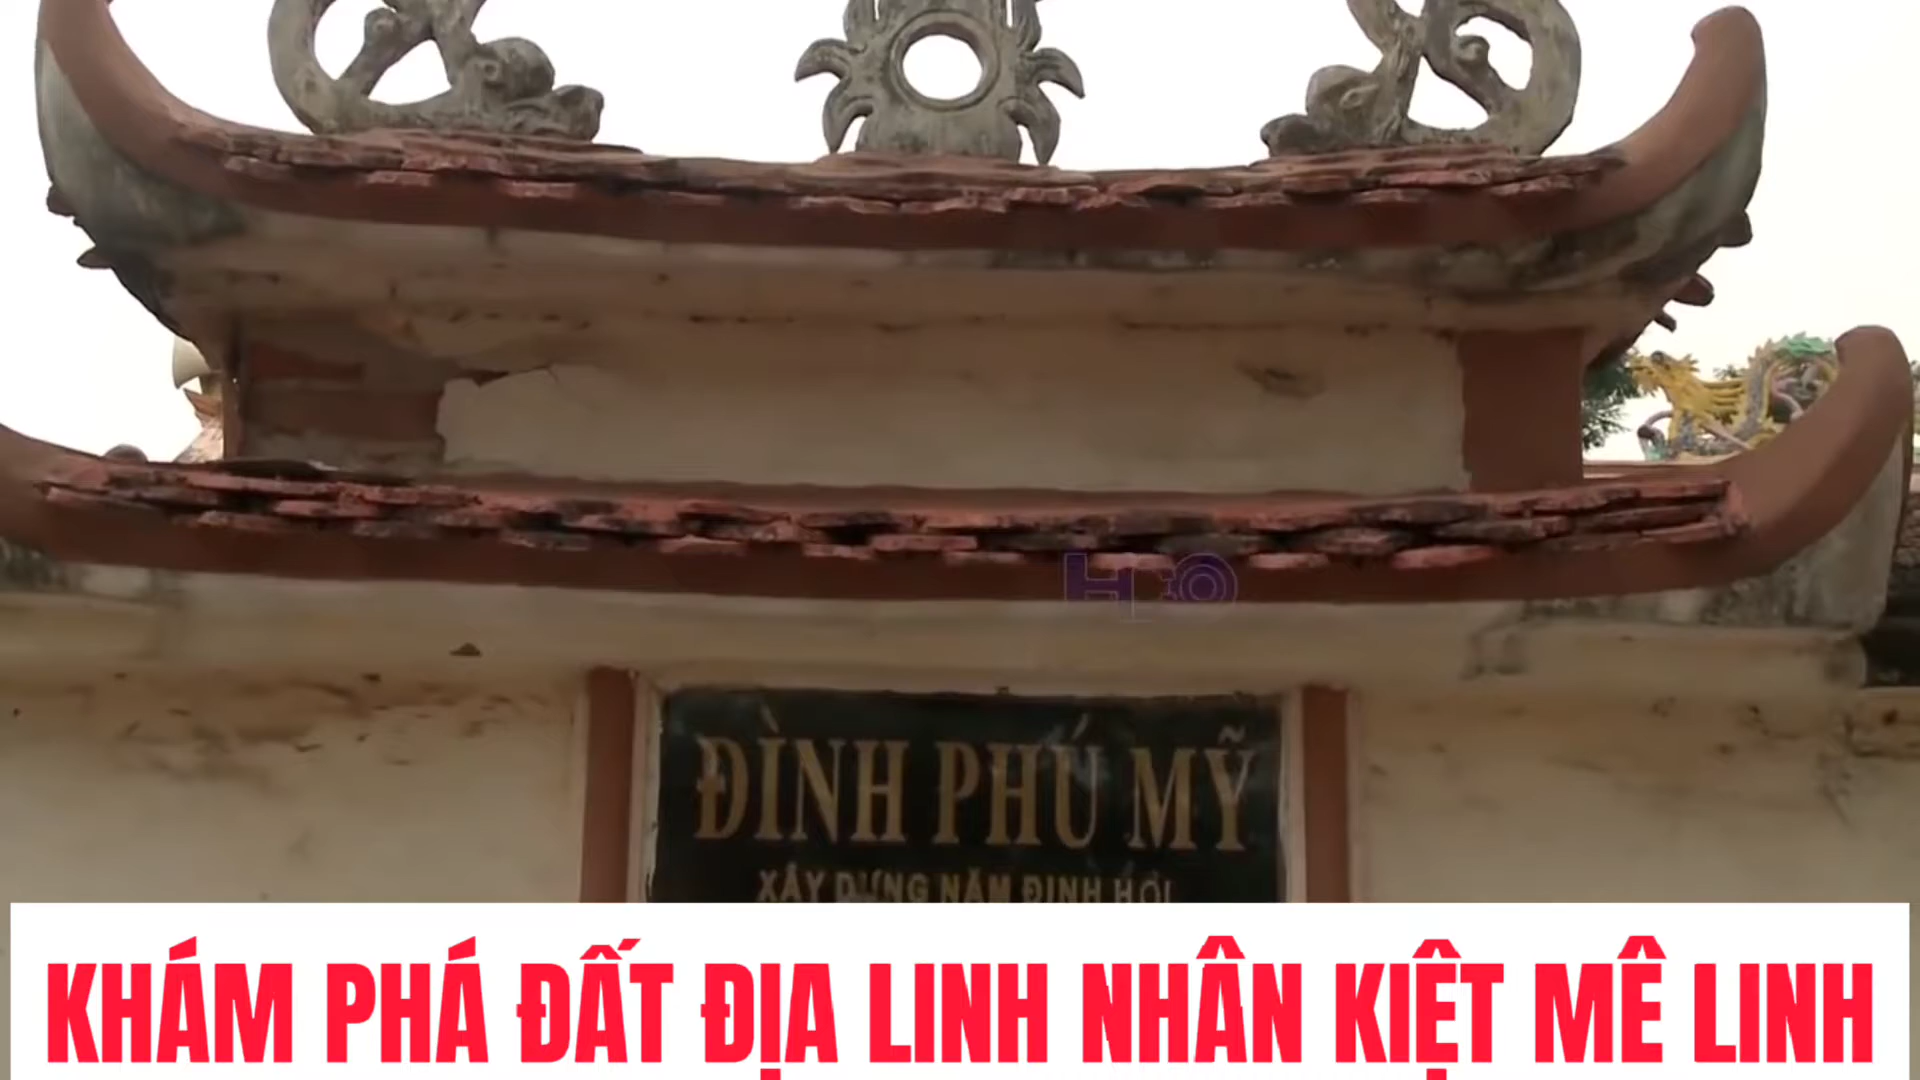 ĐÌNH PHÚ MỸ
XÂY DỰNG NĂM ĐINH HỢI
KHÁM PHÁ ĐẤT ĐỊA LINH NHÂN KIỆT MÊ LINH